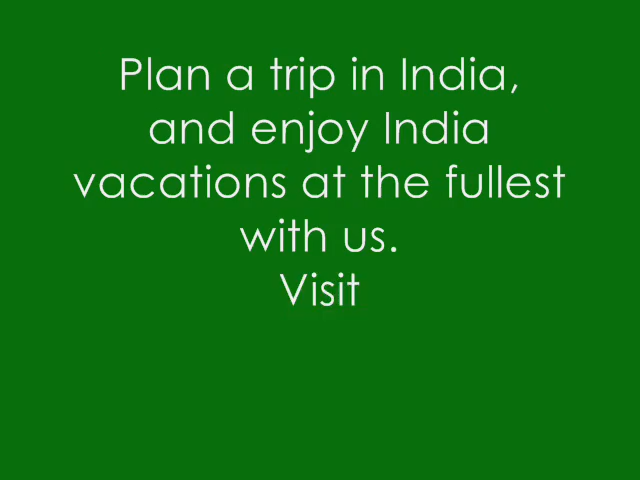 Plan a trip in India,
and enjoy India
vacations at the fullest
with us.
Visit